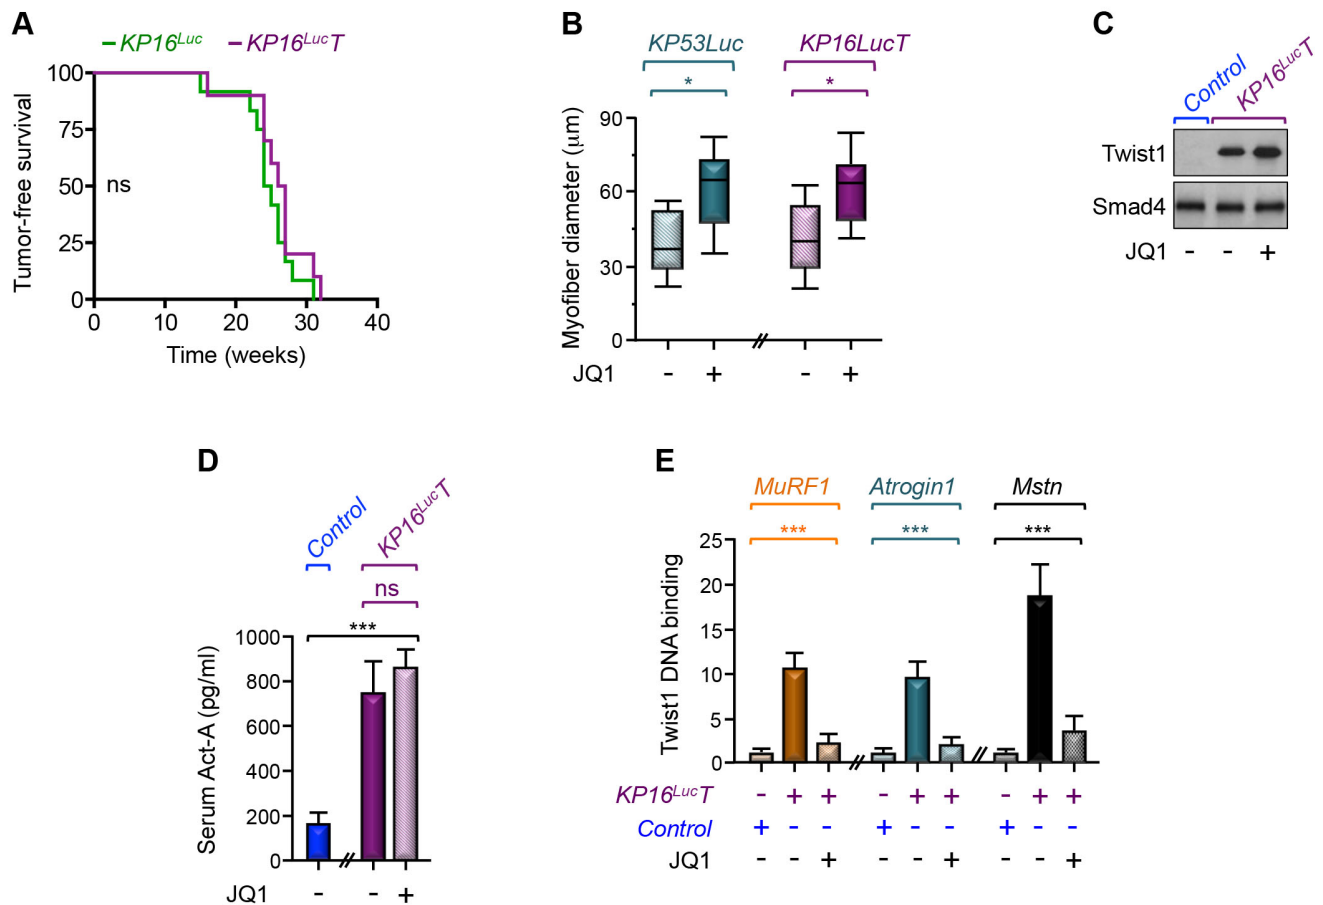 A
KP16Luc KP16LucT
Tumor-free survival
100
75
50
25
0
ns
0 10 20 30 40
Time (weeks)
B
KP53Luc KP16LucT
* *
Myofiber diameter (μm)
90
60
30
0
JQ1 - + - +
C
Control KP16LucT
Twist1
Smad4
JQ1 - - +
D
Control KP16LucT
ns
***
Serum Act-A (pg/ml)
1000
800
600
400
200
0
JQ1 - - +
E
MuRF1 Atrogin1 Mstn
*** *** ***
Twist1 DNA binding
25
20
15
10
5
0
KP16LucT - + + - + + - + +
Control + - - + - - + - -
JQ1 - - + - - + - - +